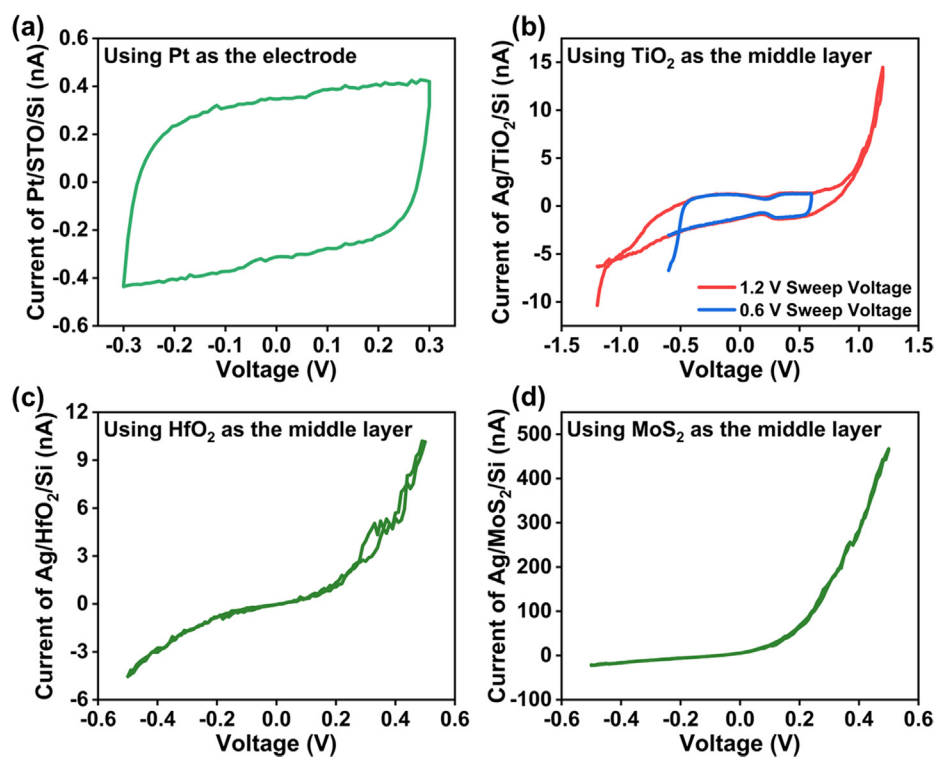 (a)
Using Pt as the electrode
Current of Pt/STO/Si (nA)
0.6
0.4
0.2
0.0
-0.2
-0.4
-0.6
-0.3 -0.2 -0.1 0.0 0.1 0.2 0.3
Voltage (V)
(b)
Using TiO₂ as the middle layer
Current of Ag/TiO₂/Si (nA)
15
10
5
0
-5
-10
1.2 V Sweep Voltage
0.6 V Sweep Voltage
-1.5 -1.0 -0.5 0.0 0.5 1.0 1.5
Voltage (V)
(c)
Using HfO₂ as the middle layer
Current of Ag/HfO₂/Si (nA)
12
9
6
3
0
-3
-6
-0.6 -0.4 -0.2 0.0 0.2 0.4 0.6
Voltage (V)
(d)
Using MoS₂ as the middle layer
Current of Ag/MoS₂/Si (nA)
500
400
300
200
100
0
-100
-0.6 -0.4 -0.2 0.0 0.2 0.4 0.6
Voltage (V)